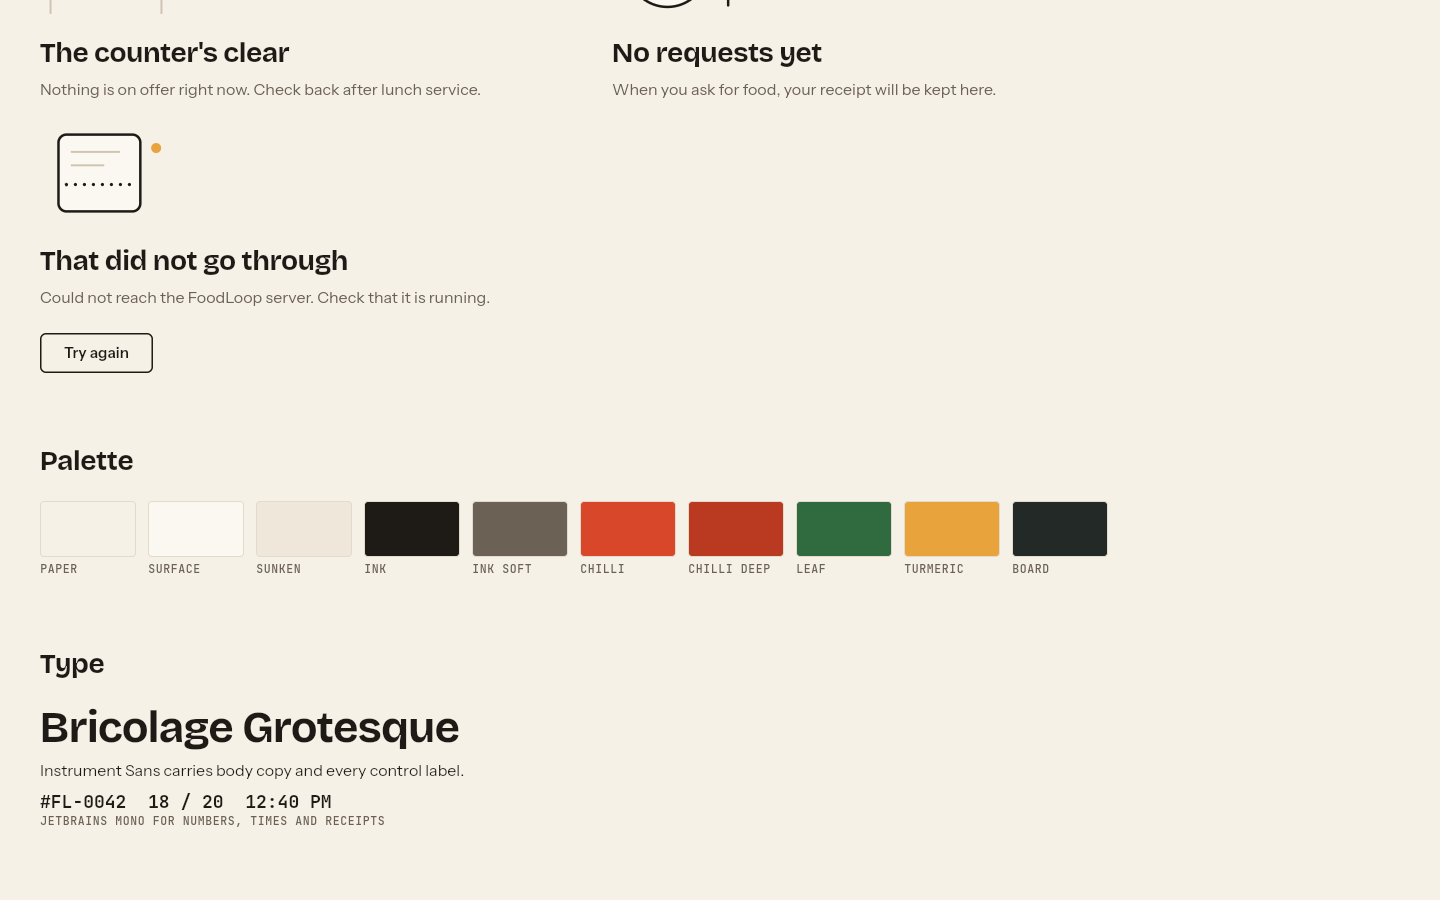 The counter's clear
Nothing is on offer right now. Check back after lunch service.
No requests yet
When you ask for food, your receipt will be kept here.
That did not go through
Could not reach the FoodLoop server. Check that it is running.
Try again
Palette
PAPER
SURFACE
SUNKEN
INK
INK SOFT
CHILLI
CHILLI DEEP
LEAF
TURMERIC
BOARD
Type
Bricolage Grotesque
Instrument Sans carries body copy and every control label.
#FL-0042 18 / 20 12:40 PM
JETBRAINS MONO FOR NUMBERS, TIMES AND RECEIPTS